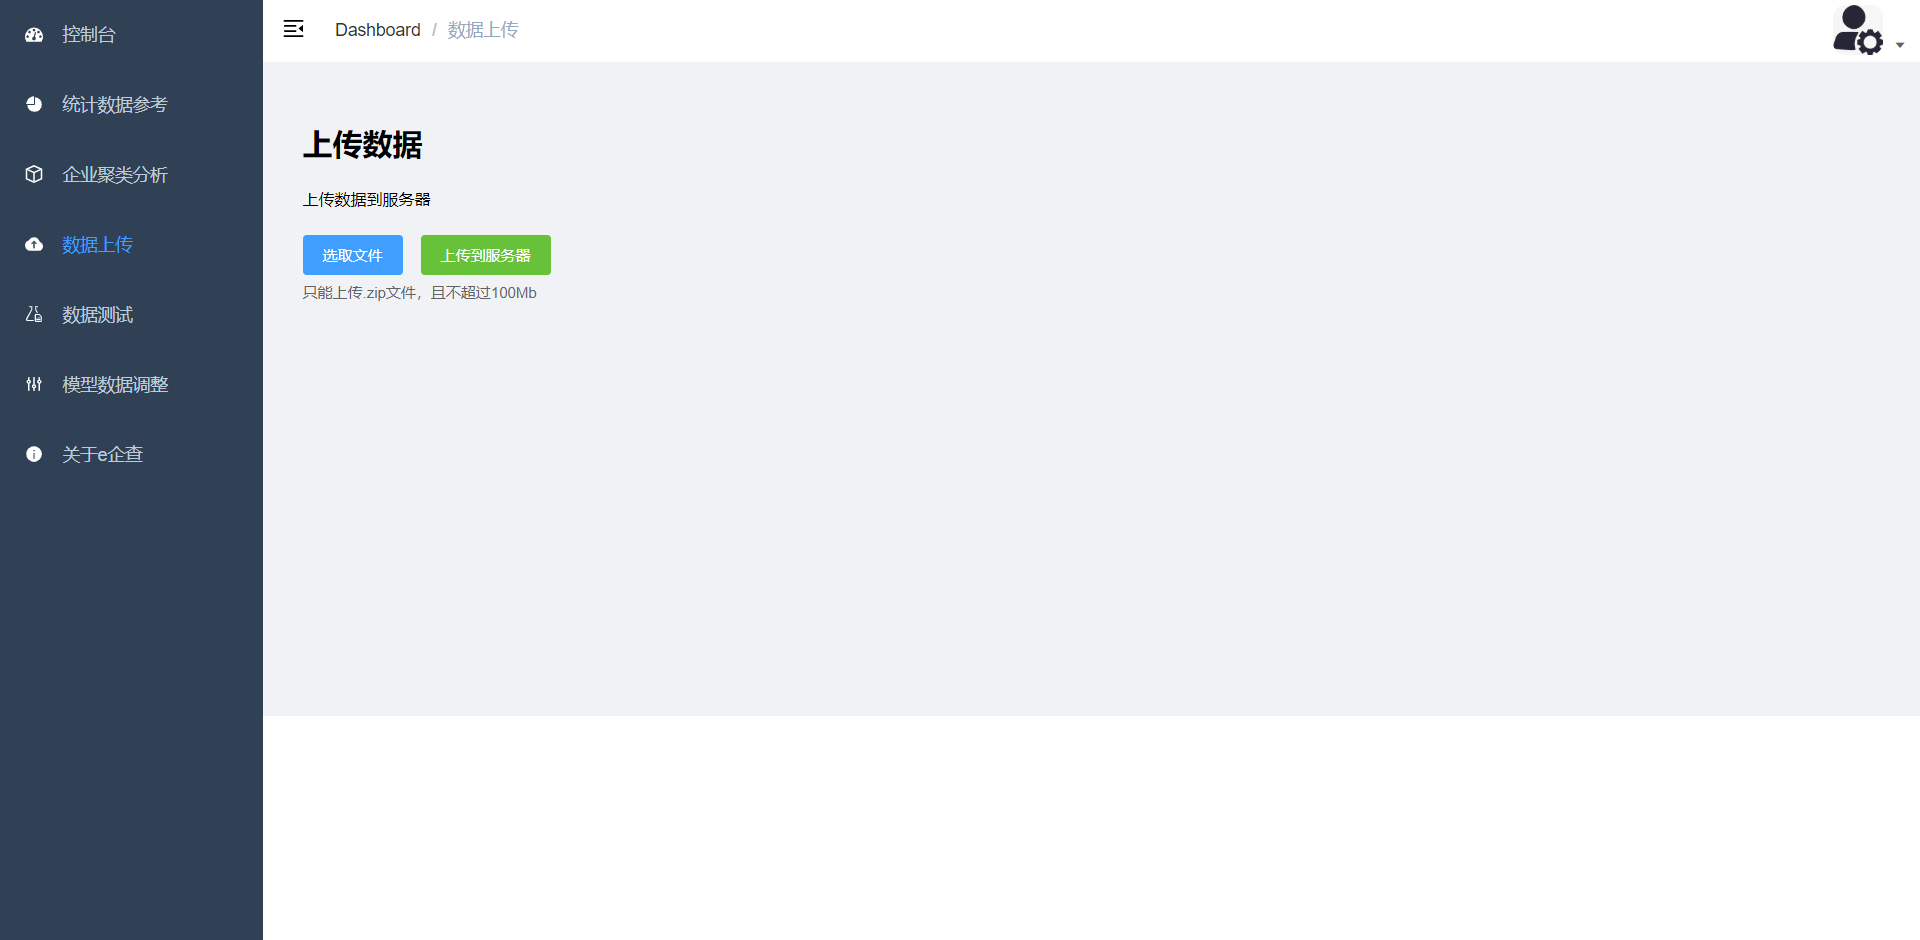 控制台
统计数据参考
企业聚类分析
数据上传
数据测试
模型数据调整
关于e企查
Dashboard / 数据上传
上传数据
上传数据到服务器
选取文件 上传到服务器
只能上传.zip文件，且不超过100Mb